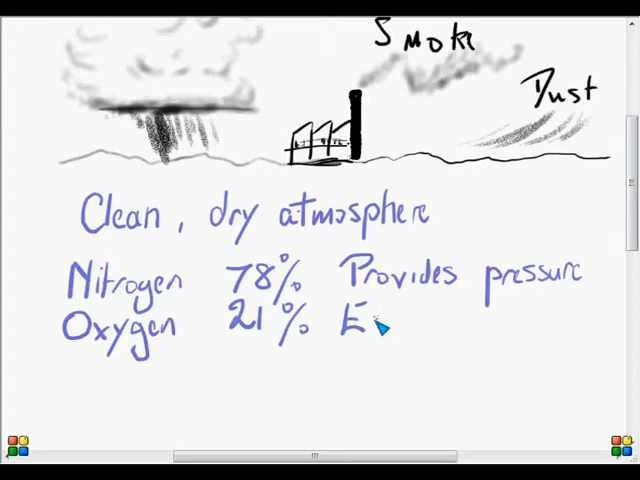 Smoke
Dust
Clean, dry atmosphere
Nitrogen 78% Provides pressure
Oxygen 21% E